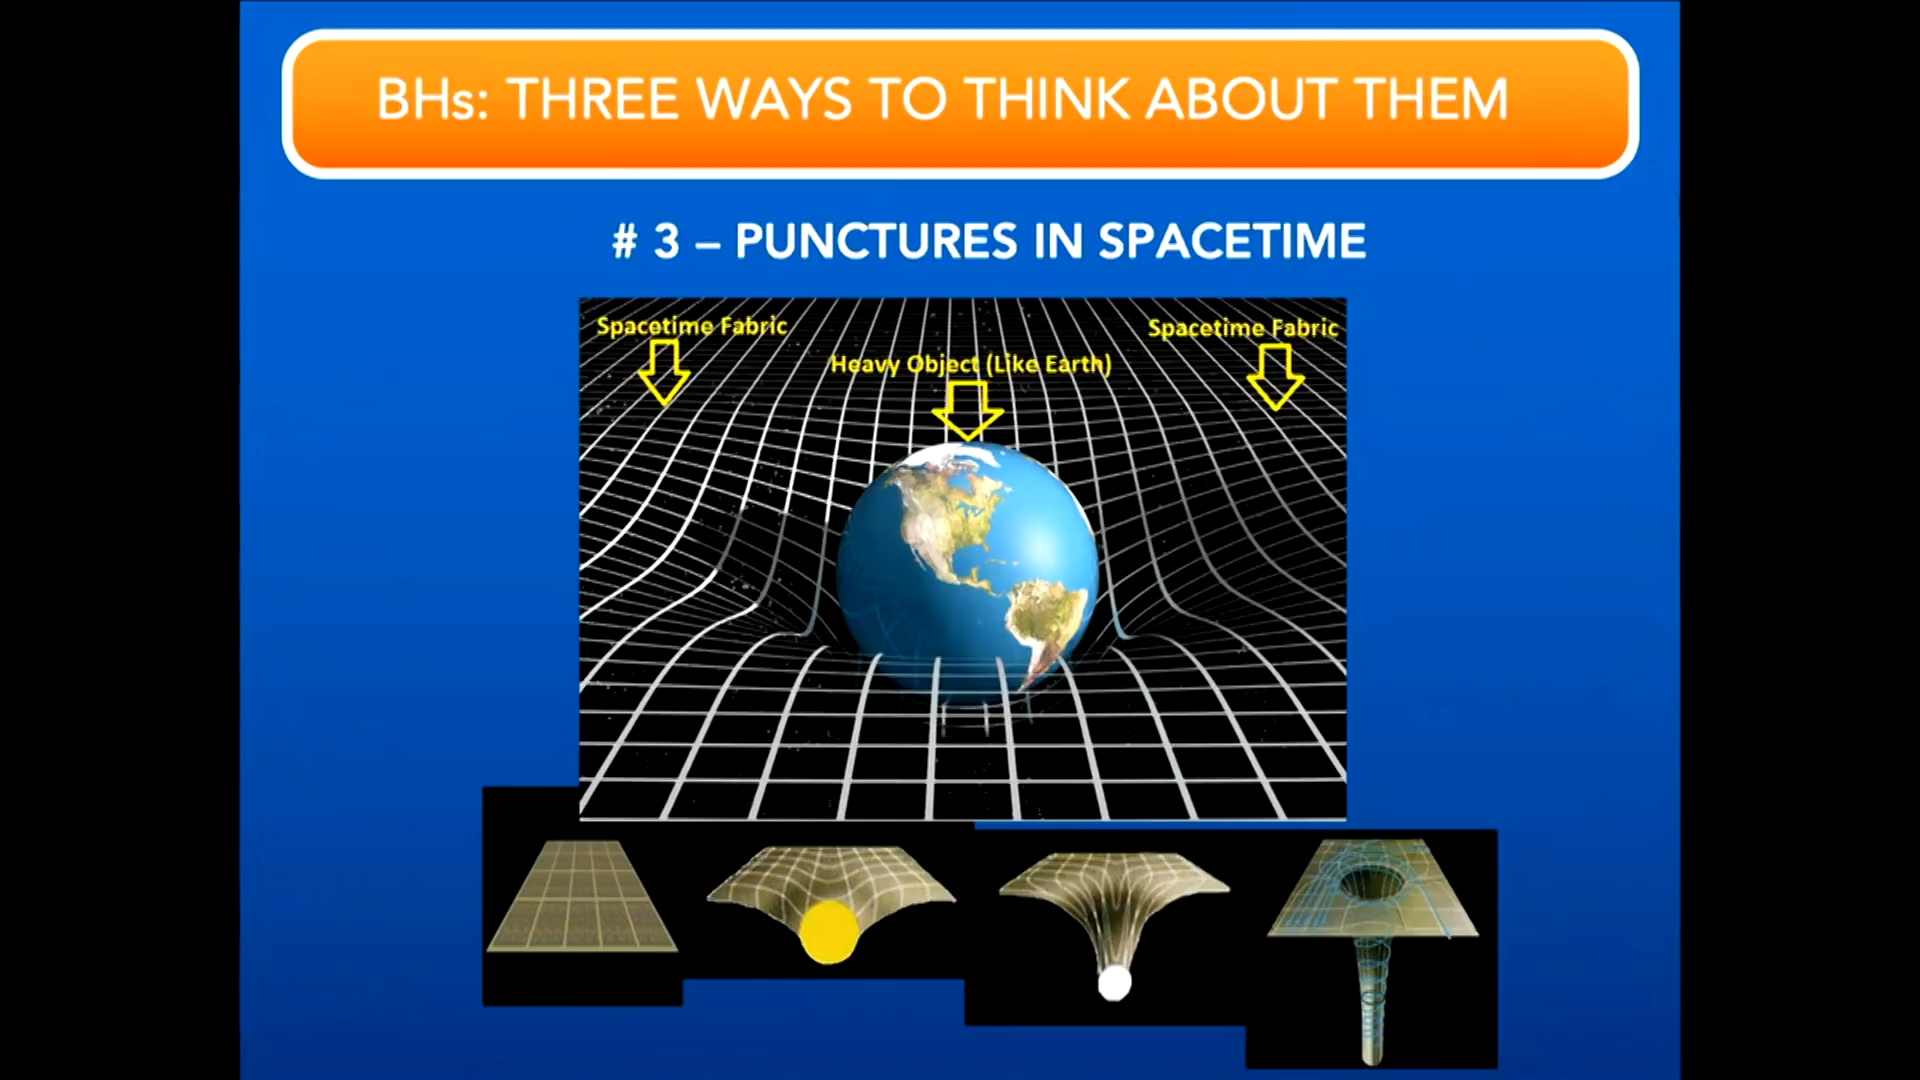 BHs: THREE WAYS TO THINK ABOUT THEM
# 3 – PUNCTURES IN SPACETIME
Spacetime Fabric
Spacetime Fabric
Heavy Object (Like Earth)